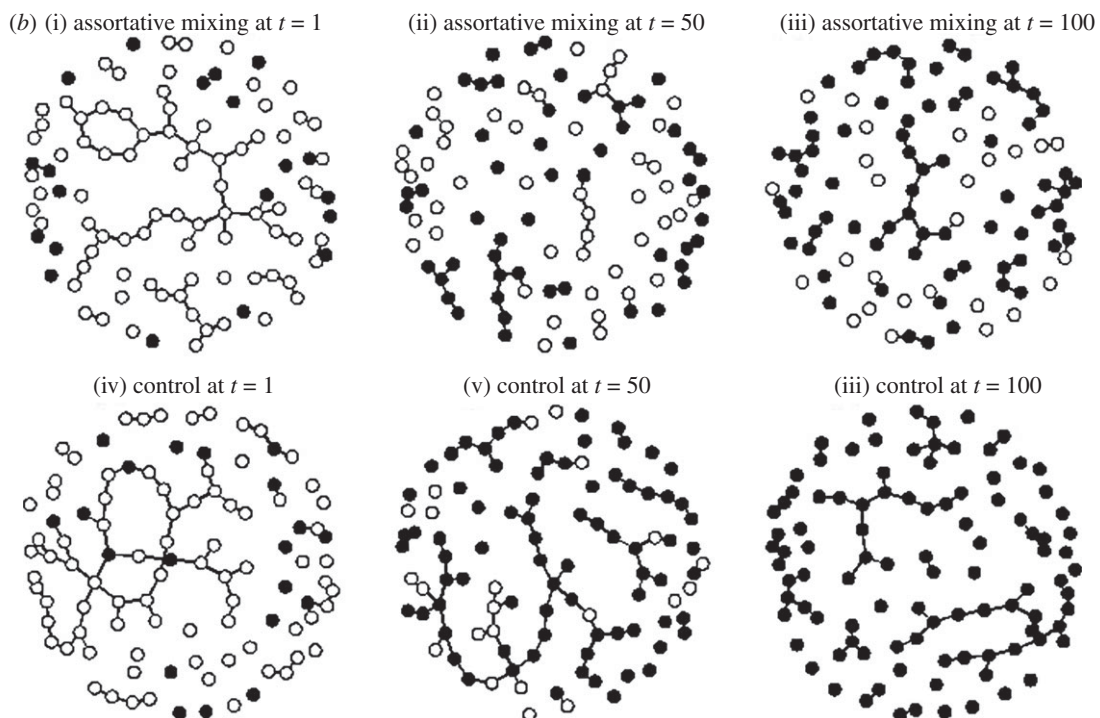 (b) (i) assortative mixing at t = 1
(ii) assortative mixing at t = 50
(iii) assortative mixing at t = 100
(iv) control at t = 1
(v) control at t = 50
(iii) control at t = 100